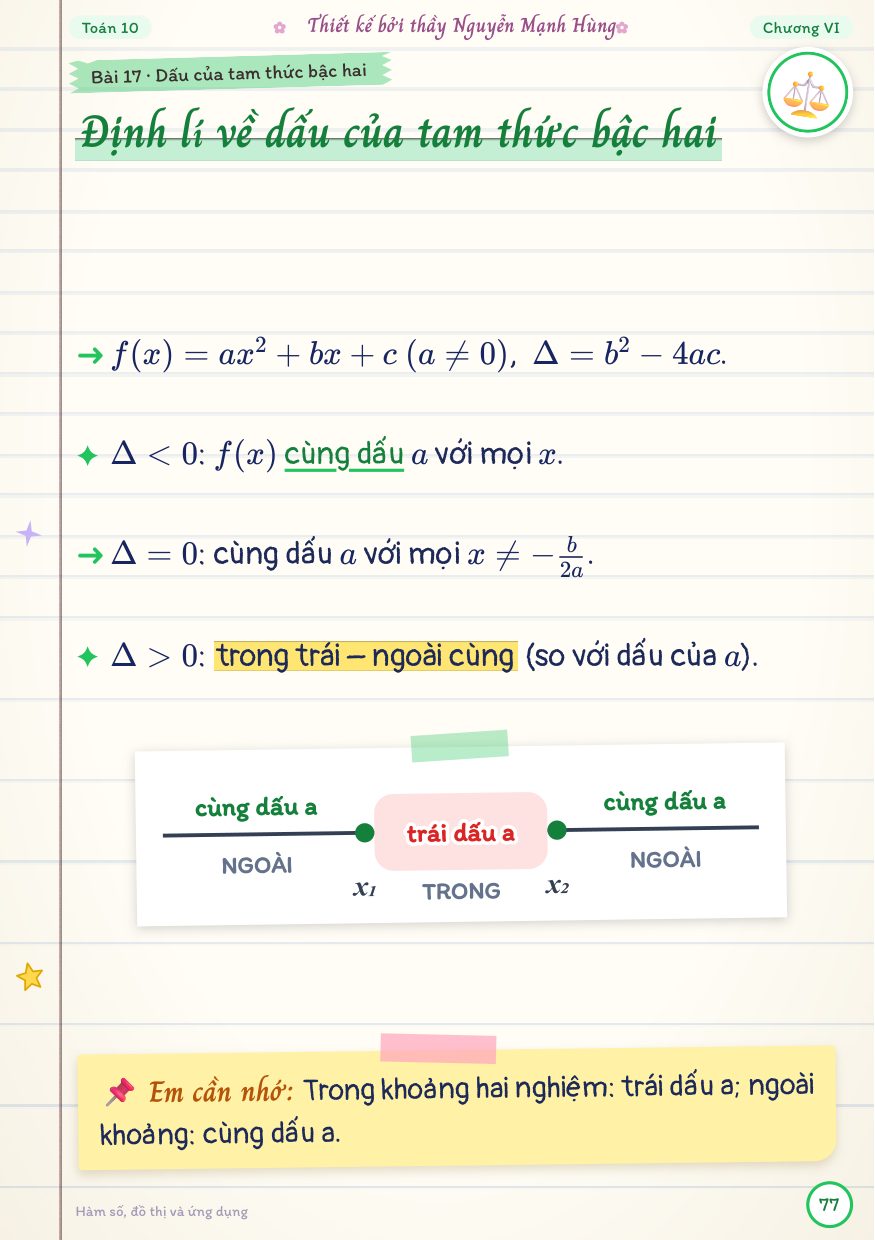 Toán 10
Thiết kế bởi thầy Nguyễn Mạnh Hùng
Chương VI
Bài 17 · Dấu của tam thức bậc hai
Định lí về dấu của tam thức bậc hai
→ f(x) = ax² + bx + c (a ≠ 0), Δ = b² − 4ac.
✦ Δ < 0: f(x) cùng dấu a với mọi x.
→ Δ = 0: cùng dấu a với mọi x ≠ −b/2a.
✦ Δ > 0: trong trái – ngoài cùng (so với dấu của a).
cùng dấu a
trái dấu a
cùng dấu a
NGOÀI
x₁
TRONG
x₂
NGOÀI
Em cần nhớ: Trong khoảng hai nghiệm: trái dấu a; ngoài
khoảng: cùng dấu a.
Hàm số, đồ thị và ứng dụng
77